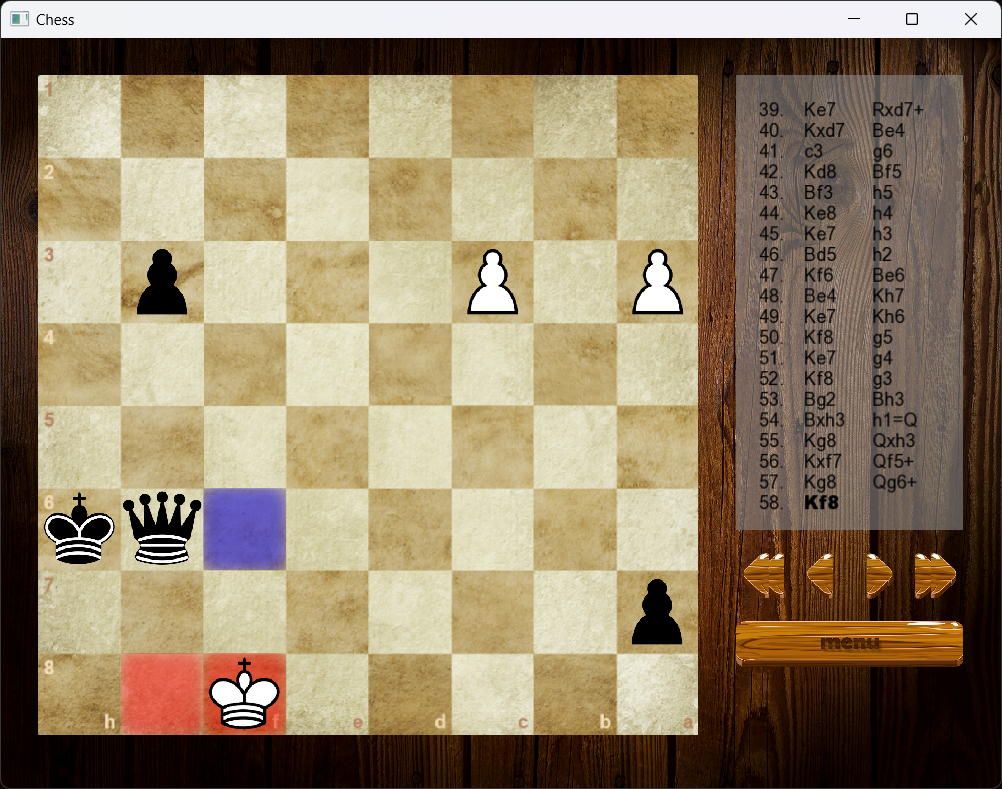 Chess
1
2
3
4
5
6
7
8
h
f
e
d
c
b
a
39. Ke7 Rxd7+
40. Kxd7 Be4
41. c3 g6
42. Kd8 Bf5
43. Bf3 h5
44. Ke8 h4
45. Ke7 h3
46. Bd5 h2
47. Kf6 Be6
48. Be4 Kh7
49. Ke7 Kh6
50. Kf8 g5
51. Ke7 g4
52. Kf8 g3
53. Bg2 Bh3
54. Bxh3 h1=Q
55. Kg8 Qxh3
56. Kxf7 Qf5+
57. Kg8 Qg6+
58. Kf8
menu